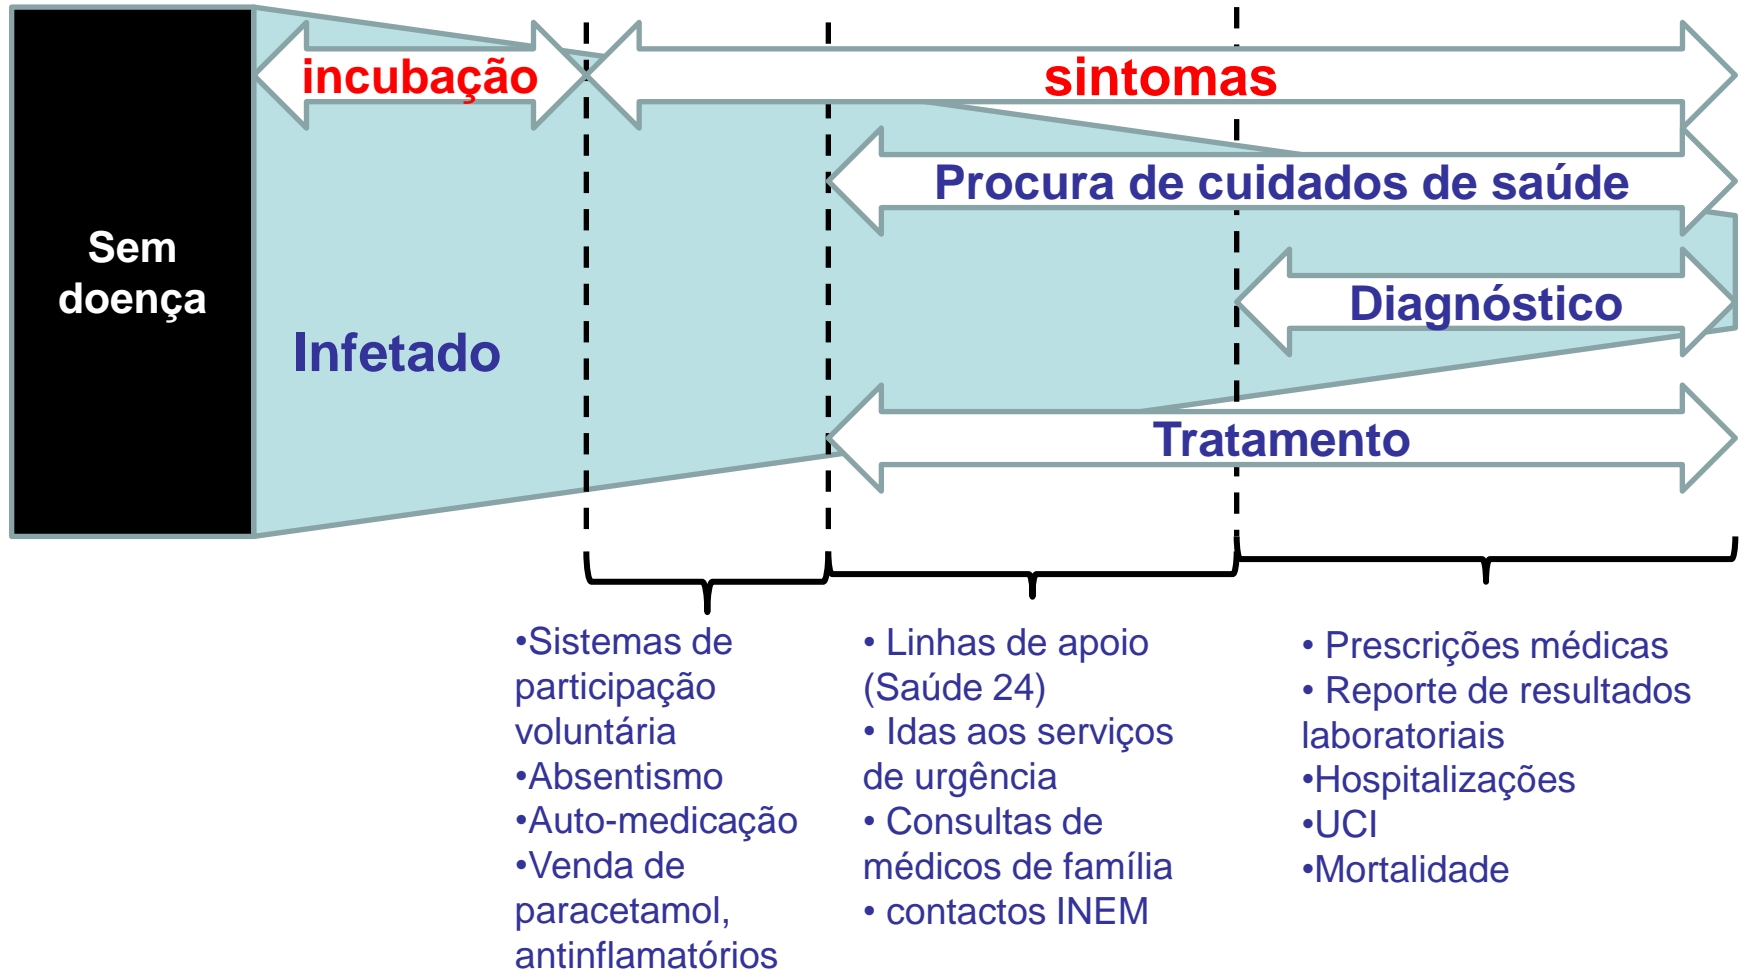 incubação
sintomas
Procura de cuidados de saúde
Sem
doença
Diagnóstico
Infetado
Tratamento
•Sistemas de
participação
voluntária
•Absentismo
•Auto-medicação
•Venda de
paracetamol,
antinflamatórios
• Linhas de apoio
(Saúde 24)
• Idas aos serviços
de urgência
• Consultas de
médicos de família
• contactos INEM
• Prescrições médicas
• Reporte de resultados
laboratoriais
•Hospitalizações
•UCI
•Mortalidade